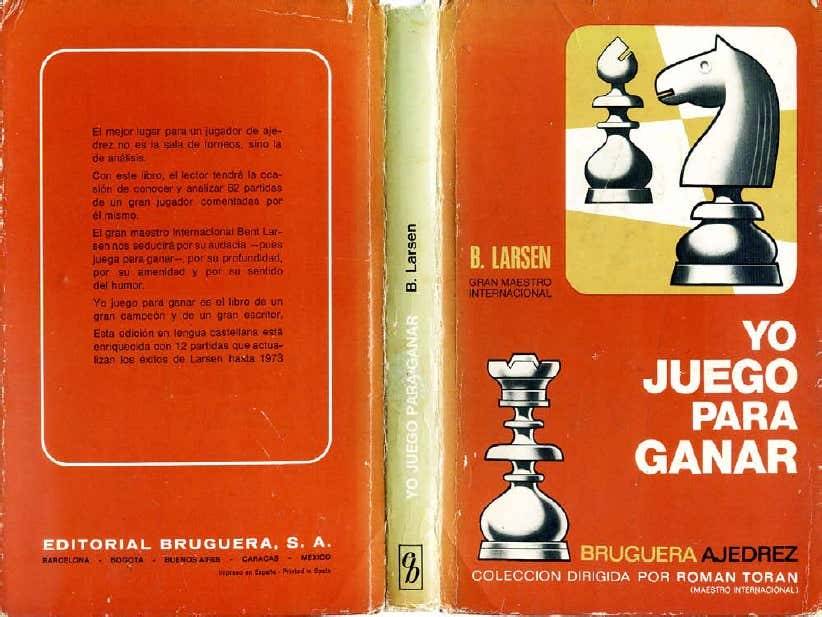 El mejor lugar para un jugador de aje-
drez no es la sala de torneos, sino la
de análisis.
Con este libro, el lector tendrá la oca-
sión de conocer y analizar 62 partidas
de un gran jugador comentadas por
él mismo.
El gran maestro internacional Bent Lar-
sen nos seducirá por su audacia —pues
juega para ganar—, por su profundidad,
por su amenidad y por su sentido
del humor.
Yo juego para ganar es el libro de un
gran campeón y de un gran escritor.
Esta edición en lengua castellana está
enriquecida con 12 partidas que actua-
lizan los éxitos de Larsen hasta 1973
EDITORIAL BRUGUERA, S. A.
BARCELONA - BOGOTA - BUENOS AIRES - CARACAS - MEXICO
Impreso en España - Printed in Spain
YO JUEGO PARA GANAR B. Larsen
eb
B. LARSEN
GRAN MAESTRO
INTERNACIONAL
YO
JUEGO
PARA
GANAR
BRUGUERA AJEDREZ
COLECCION DIRIGIDA POR ROMAN TORAN
(MAESTRO INTERNACIONAL)